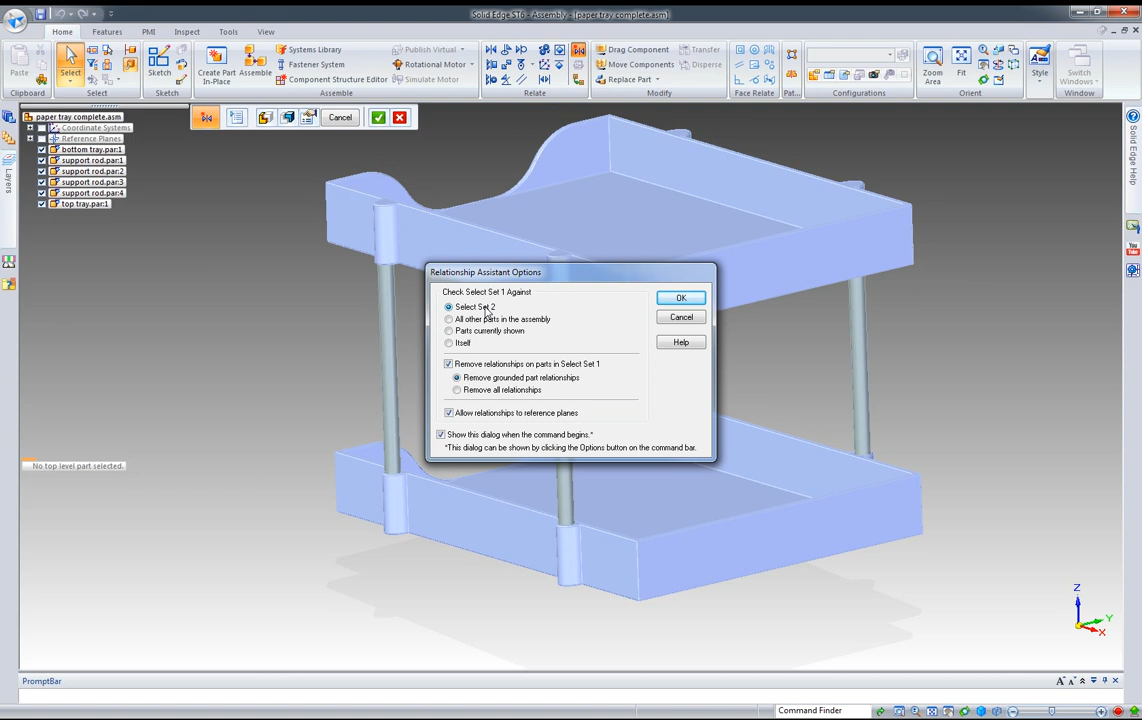 Solid Edge ST6 - Assembly - [paper tray complete.asm]
Home Features PMI Inspect Tools View
Paste
Clipboard
Select
Select
Sketch
Sketch
Create Part In-Place
Assemble
Systems Library
Fastener System
Component Structure Editor
Publish Virtual
Rotational Motor
Simulate Motor
Assemble
Relate
Drag Component
Move Components
Replace Part
Transfer
Disperse
Modify
Face Relate
Pat...
Configurations
Zoom Area
Fit
Orient
Style
Switch Windows
Window
Cancel
paper tray complete.asm
Coordinate Systems
Reference Planes
bottom tray.par:1
support rod.par:1
support rod.par:2
support rod.par:3
support rod.par:4
top tray.par:1
Layers
Solid Edge Help
You Tube
No top level part selected.
Relationship Assistant Options
Check Select Set 1 Against
Select Set 2
All other parts in the assembly
Parts currently shown
Itself
Remove relationships on parts in Select Set 1
Remove grounded part relationships
Remove all relationships
Allow relationships to reference planes
Show this dialog when the command begins.*
*This dialog can be shown by clicking the Options button on the command bar.
OK
Cancel
Help
Z
Y
X
PromptBar
Command Finder